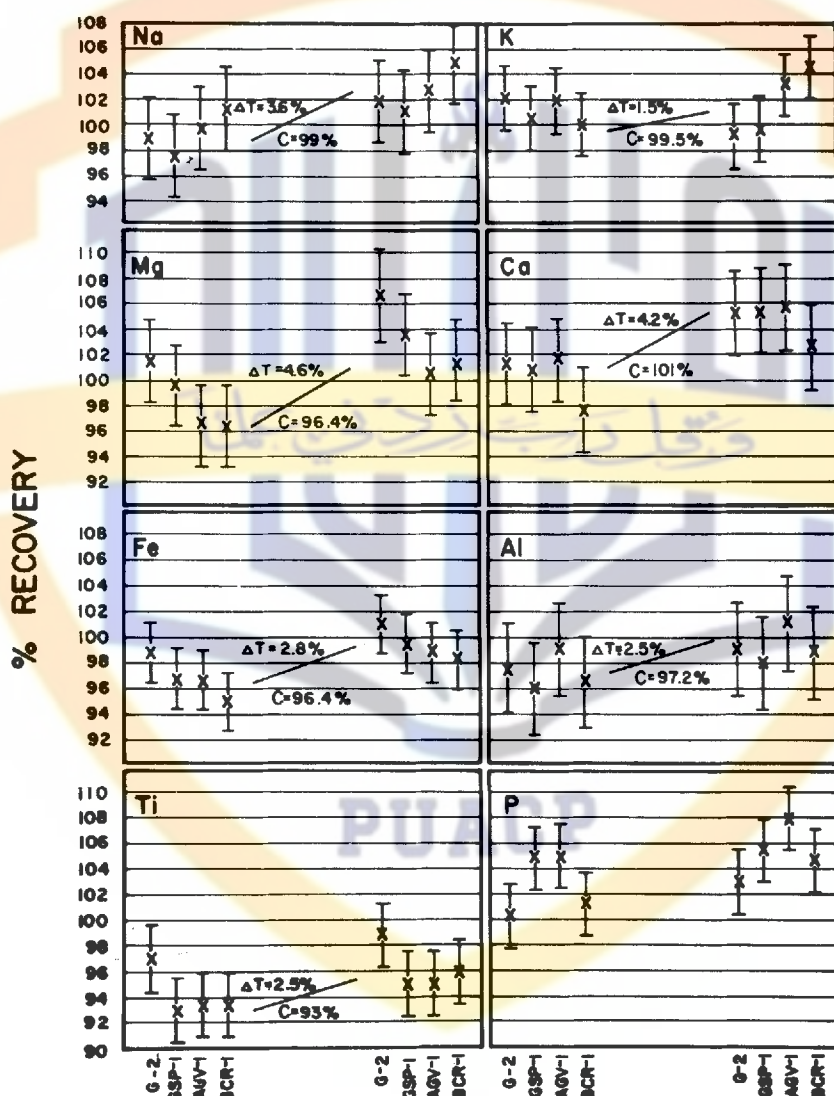 % RECOVERY
108
106
104
102
100
98
96
94
Na
ΔT=3.6%
C=99%
K
ΔT=1.5%
C=99.5%
110
108
106
104
102
100
98
96
94
92
Mg
ΔT=4.6%
C=96.4%
Ca
ΔT=4.2%
C=101%
وقل رب زدني علما
108
106
104
102
100
98
96
94
92
Fe
ΔT=2.8%
C=96.4%
Al
ΔT=2.5%
C=97.2%
110
108
106
104
102
100
98
96
94
92
90
Ti
ΔT=2.5%
C=93%
P
PUACP
G-2
GSP-1
AGV-1
BCR-1
G-2
GSP-1
AGV-1
BCR-1
G-2
GSP-1
AGV-1
BCR-1
G-2
GSP-1
AGV-1
BCR-1